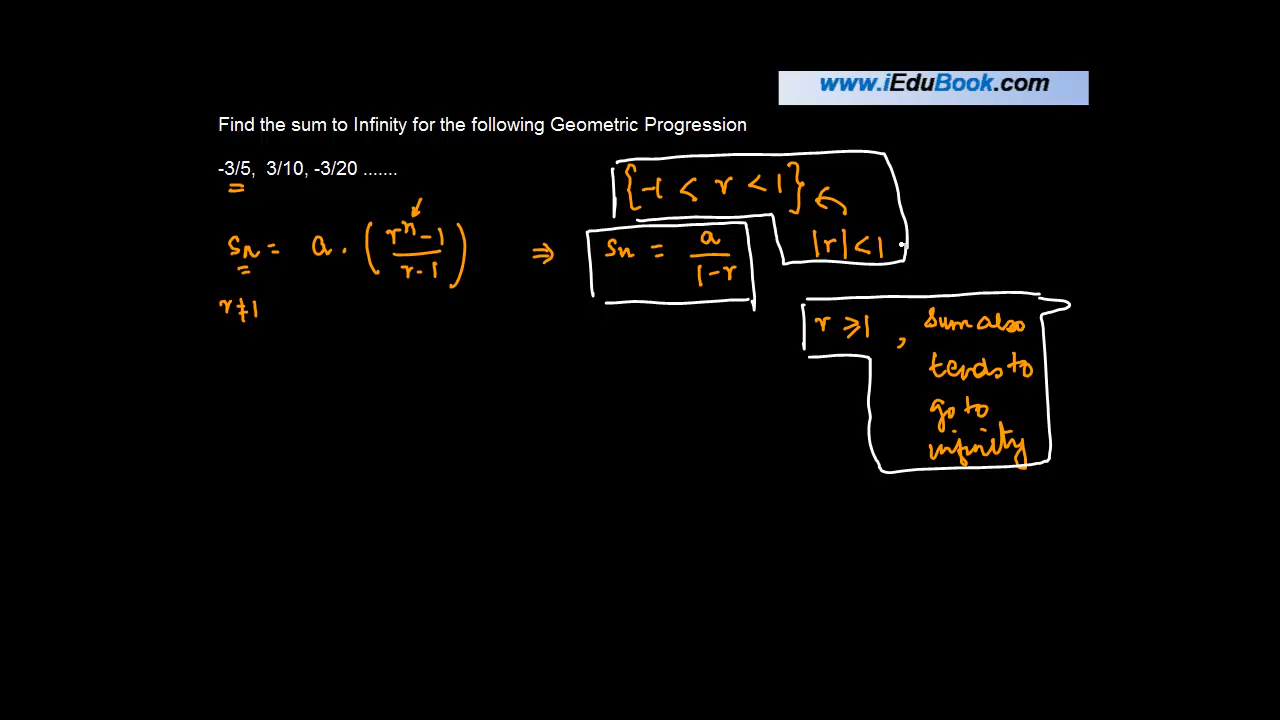 www.iEduBook.com
Find the sum to Infinity for the following Geometric Progression
-3/5, 3/10, -3/20 .......
{-1 < r < 1}
|r| < 1
Sn = a · (r^n - 1 / r - 1) ⇒ Sn = a / 1 - r
r ≠ 1
r ⩾ 1, sum also
tends to
go to
infinity